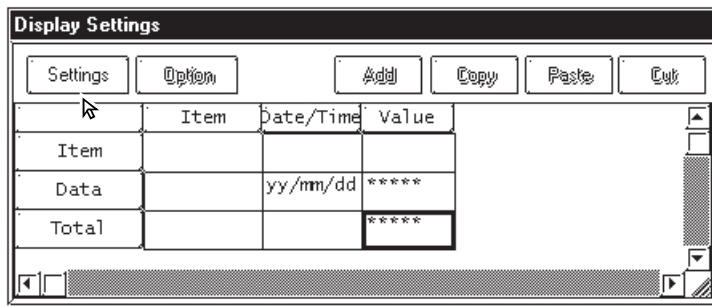 Display Settings
Settings Option Add Copy Paste Cut
Item Date/Time Value
Item
Data yy/mm/dd *****
Total *****